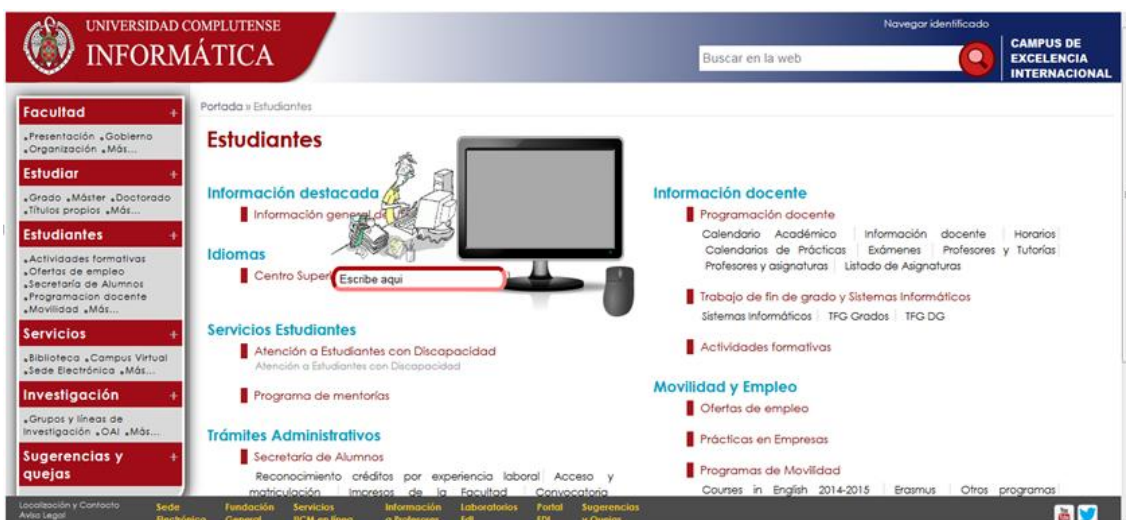 UNIVERSIDAD COMPLUTENSE
INFORMÁTICA
Navegar identificado
Buscar en la web
CAMPUS DE
EXCELENCIA
INTERNACIONAL
Facultad +
Presentación Gobierno
Organización Más...
Estudiar +
Grado Máster Doctorado
Títulos propios Más...
Estudiantes +
Actividades formativas
Ofertas de empleo
Secretaría de Alumnos
Programacion docente
Movilidad Más...
Servicios +
Biblioteca Campus Virtual
Sede Electrónica Más...
Investigación +
Grupos y líneas de
Investigación OAI Más...
Sugerencias y +
quejas
Portada » Estudiantes
Estudiantes
Información destacada
Información general de
Idiomas
Centro Super
Escribe aqui
Servicios Estudiantes
Atención a Estudiantes con Discapacidad
Atención a Estudiantes con Discapacidad
Programa de mentorías
Trámites Administrativos
Secretaría de Alumnos
Reconocimiento créditos por experiencia laboral Acceso y
matriculación Impresos de la Facultad Convocatoria
Información docente
Programación docente
Calendario Académico Información docente Horarios
Calendarios de Prácticas Exámenes Profesores y Tutorías
Profesores y asignaturas Listado de Asignaturas
Trabajo de fin de grado y Sistemas Informáticos
Sistemas Informáticos TFG Grados TFG DG
Actividades formativas
Movilidad y Empleo
Ofertas de empleo
Prácticas en Empresas
Programas de Movilidad
Courses in English 2014-2015 Erasmus Otros programas
Localización y Contacto
Aviso Legal
Sede Fundación Servicios Información Laboratorios Portal Sugerencias
Electrónica General UCM en línea a Profesores FdI FDI y Quejas